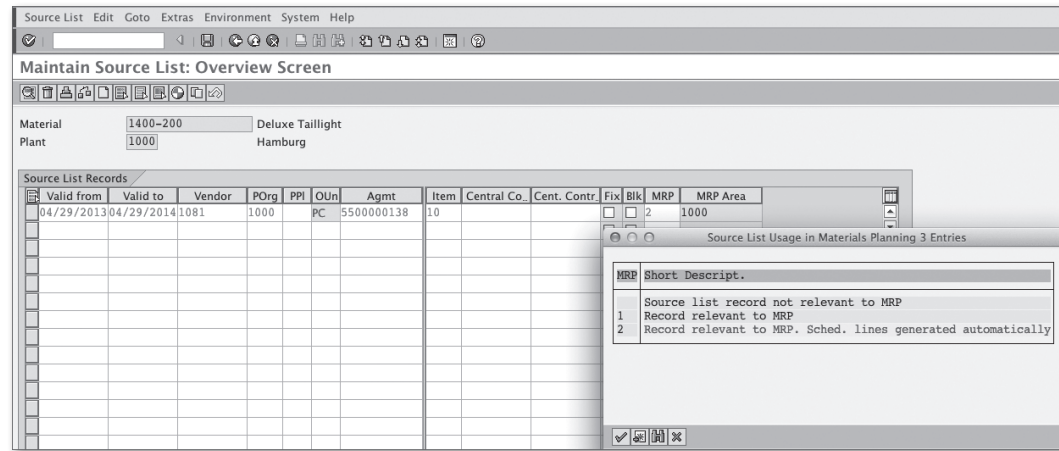 Source List Edit Goto Extras Environment System Help
Maintain Source List: Overview Screen
Material 1400-200 Deluxe Taillight
Plant 1000 Hamburg
Source List Records
Valid from Valid to Vendor POrg PPl OUn Agmt Item Central Co_ Cent. Contr. Fix Blk MRP MRP Area
04/29/2013 04/29/2014 1081 1000 PC 5500000138 10 2 1000
Source List Usage in Materials Planning 3 Entries
MRP Short Descript.
Source list record not relevant to MRP
1 Record relevant to MRP
2 Record relevant to MRP. Sched. lines generated automatically